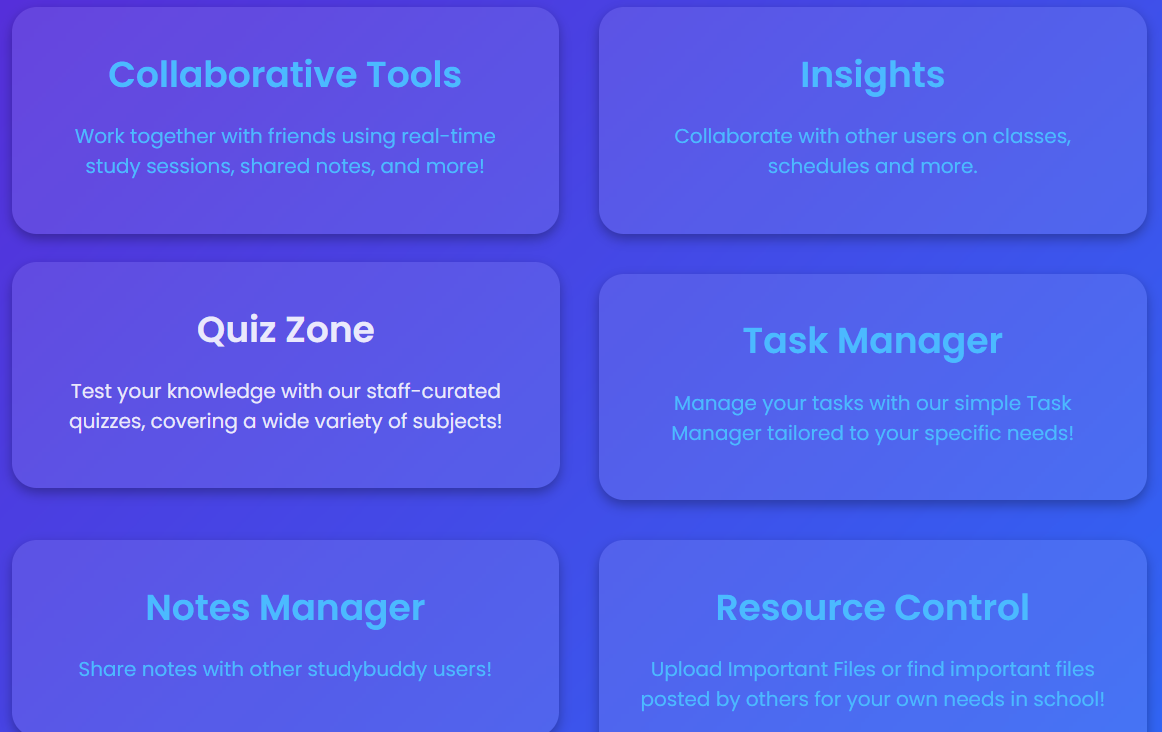 Collaborative Tools
Work together with friends using real-time
study sessions, shared notes, and more!
Insights
Collaborate with other users on classes,
schedules and more.
Quiz Zone
Test your knowledge with our staff-curated
quizzes, covering a wide variety of subjects!
Task Manager
Manage your tasks with our simple Task
Manager tailored to your specific needs!
Notes Manager
Share notes with other studybuddy users!
Resource Control
Upload Important Files or find important files
posted by others for your own needs in school!